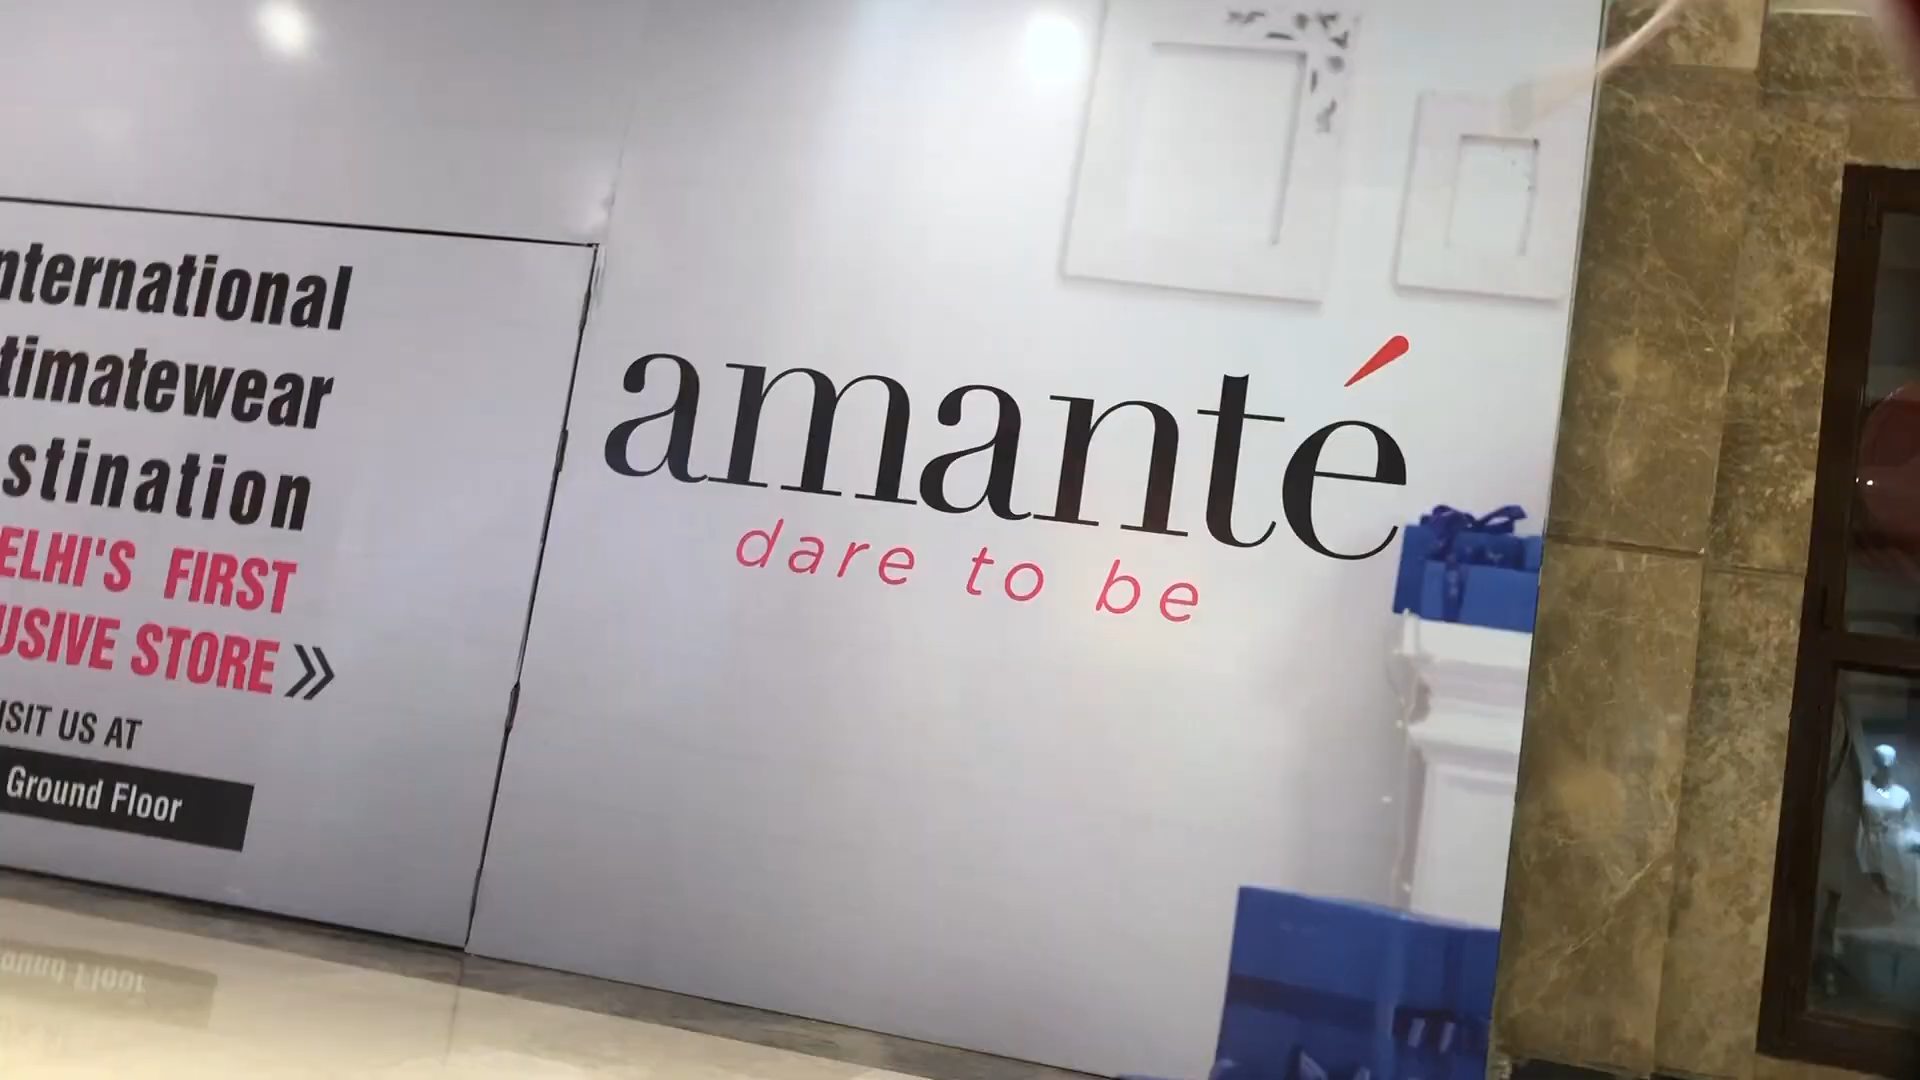 nternational
timatewear
stination
ELHI'S FIRST
USIVE STORE
ISIT US AT
Ground Floor
amanté
dare to be